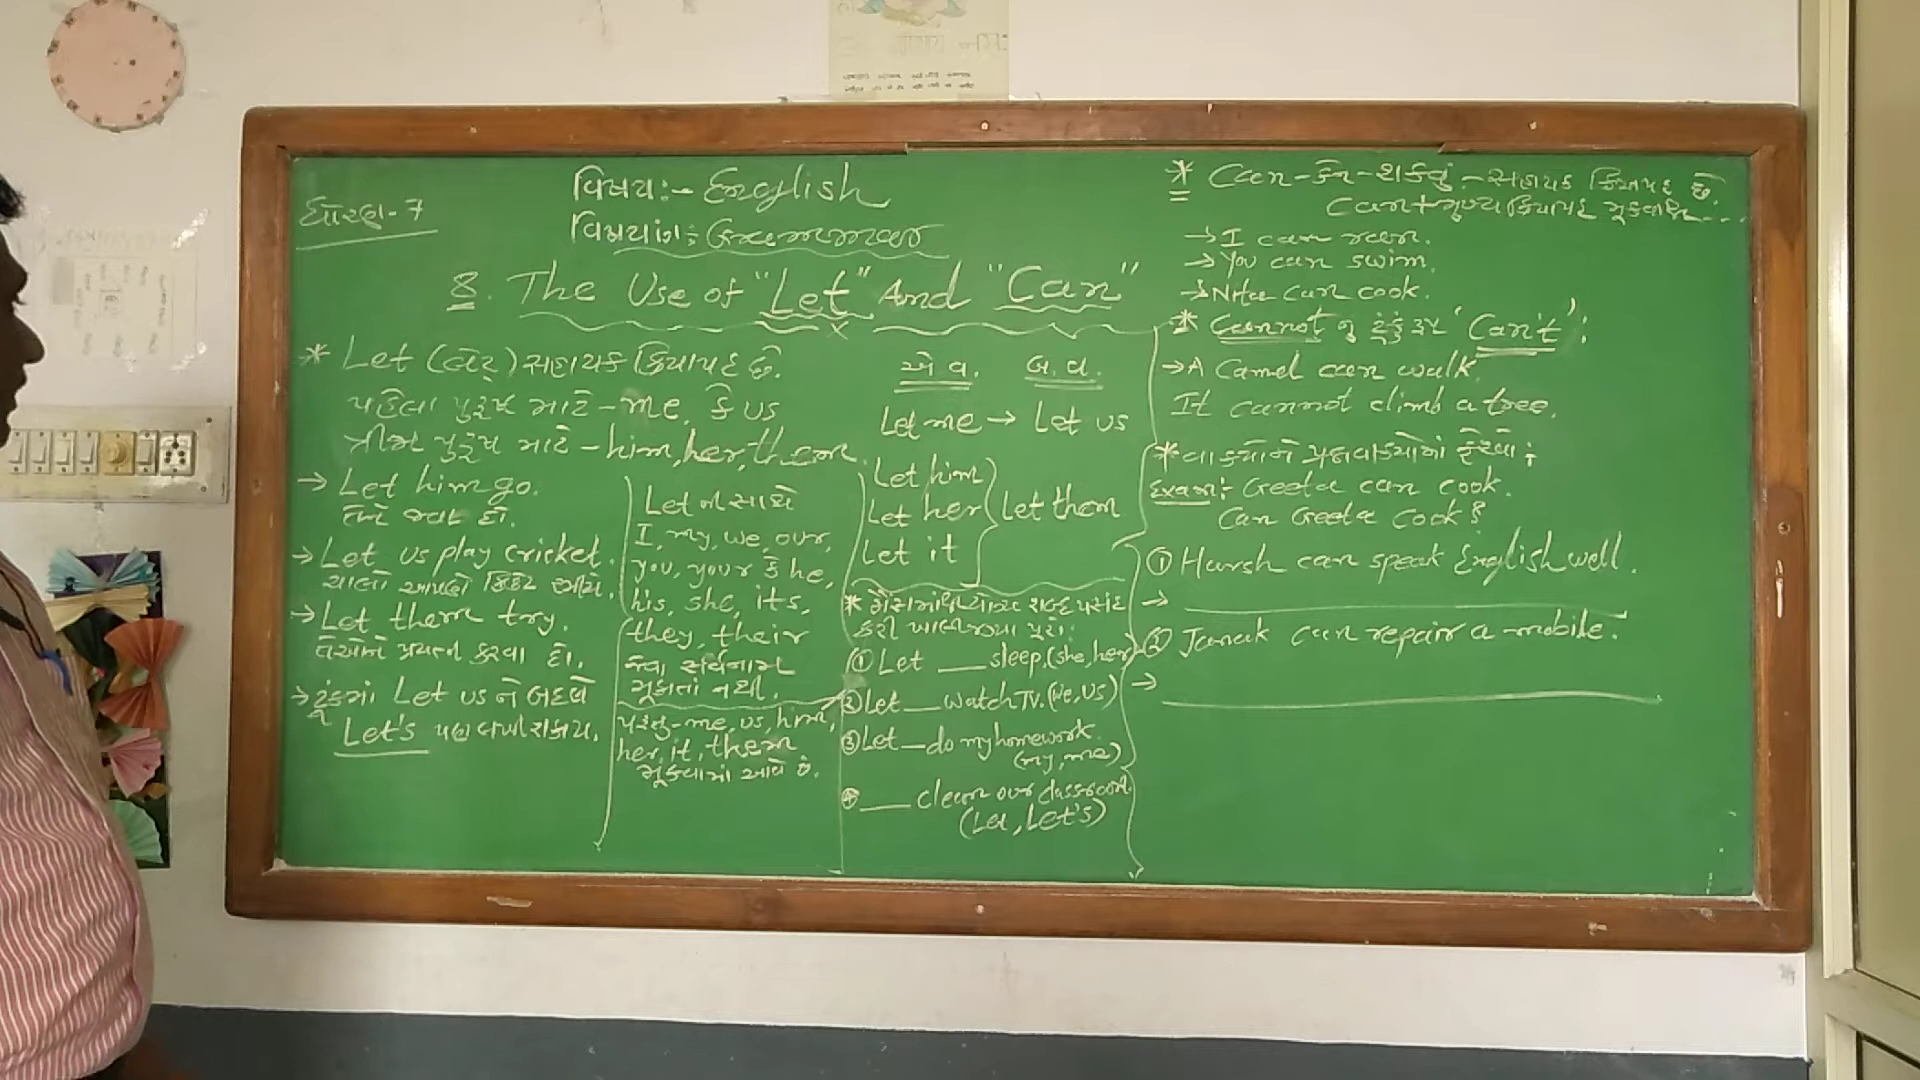 ધોરણ-7
વિષય:- English
વિષયાંગ: Grammar
8. The Use of "Let" And "Can"
* Let (લેટ્) સહાયક ક્રિયાપદ છે.
પહેલા પુરુષ માટે - me, કે us
ત્રીજા પુરુષ માટે - him, her, them
→ Let him go.
તેને જવા દો.
→ Let us play cricket.
ચાલો આપણે ક્રિકેટ રમીએ.
→ Let them try.
તેઓને પ્રયત્ન કરવા દો.
→ ટૂંકમાં Let us ને બદલે
Let's પણ લખી શકાય.
Let ની સાથે
I, my, we, our,
you, your કે he,
his, she, its,
they, their
જેવા સર્વનામ
મૂકાતાં નથી.
પરંતુ - me, us, him,
her, it, them
મૂકવામાં આવે છે.
એ.વ. બ.વ.
Let me → Let us
Let him
Let her Let them
Let it
* કૌંસમાંથી યોગ્ય શબ્દ પસંદ
કરી ખાલી જગ્યા પૂરો:
① Let ___ sleep. (she, her)
② Let ___ watch TV. (we, us)
③ Let ___ do my homework.
(my, me)
④ ___ clean our classroom.
(Let, Let's)
* Can - કેન - શકવું - સહાયક ક્રિયાપદ છે.
Can + મુખ્ય ક્રિયાપદ
→ I can run.
→ You can swim.
→ Nita can cook.
* Cannot નું ટૂંકું રૂપ 'Can't':
→ A Camel can walk.
It cannot climb a tree.
* વાક્યોને પ્રશ્નવાક્યોમાં ફેરવો:
Exam:- Geeta can cook.
Can Geeta cook?
① Harsh can speak English well.
→ ___
② Janak can repair a mobile.
→ ___